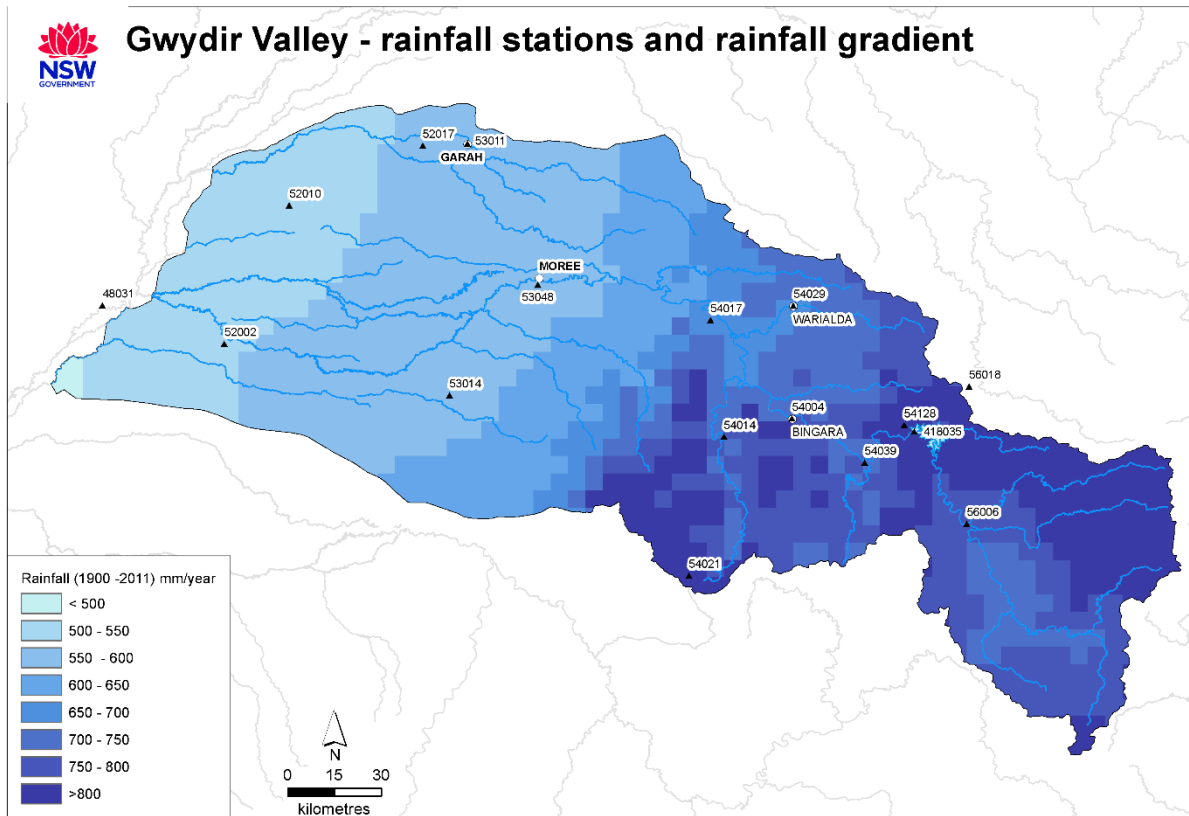 Gwydir Valley - rainfall stations and rainfall gradient
NSW
GOVERNMENT
52017
53011
GARAH
52010
MOREE
53048
48031
54017
54029
WARIALDA
52002
53014
56018
54004
BINGARA
54128
418035
54014
54039
56006
54021
Rainfall (1900 -2011) mm/year
< 500
500 - 550
550 - 600
600 - 650
650 - 700
700 - 750
750 - 800
>800
N
0 15 30
kilometres